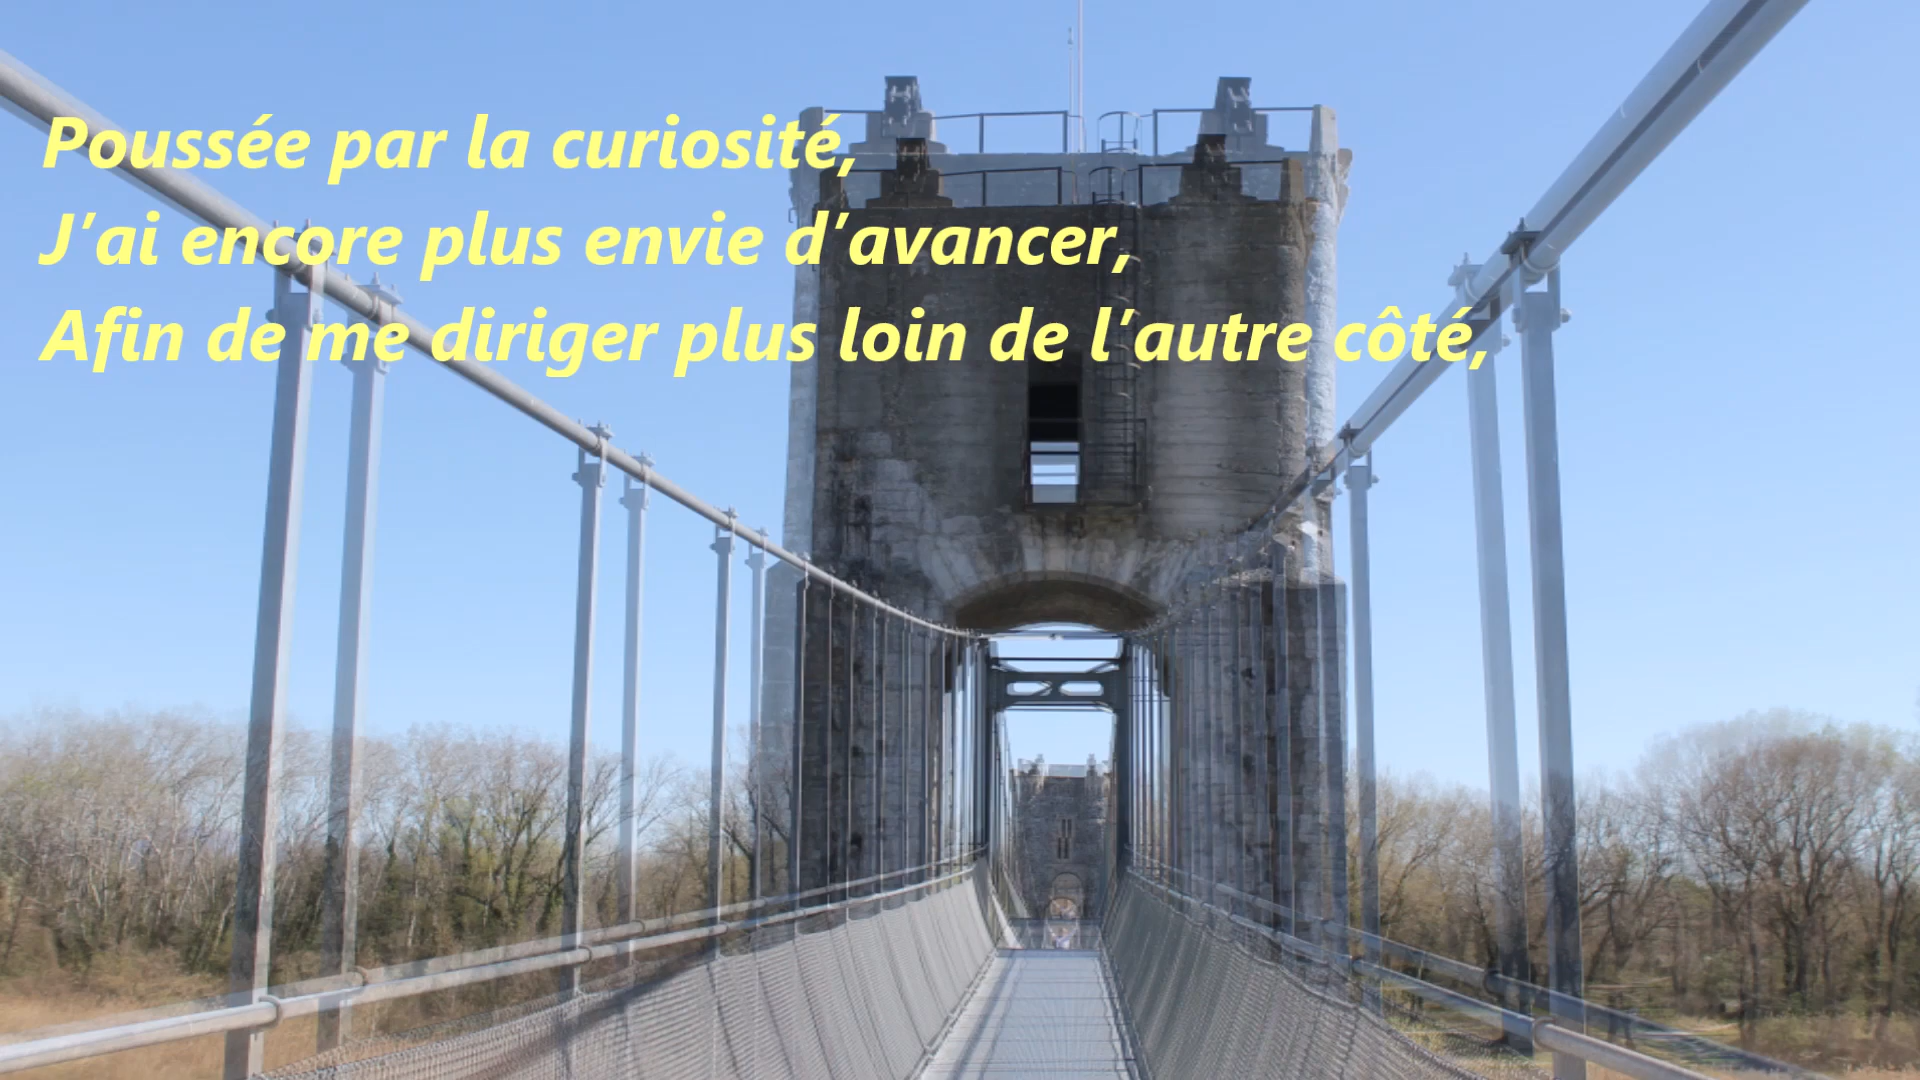 Poussée par la curiosité,
J’ai encore plus envie d’avancer,
Afin de me diriger plus loin de l’autre côté,